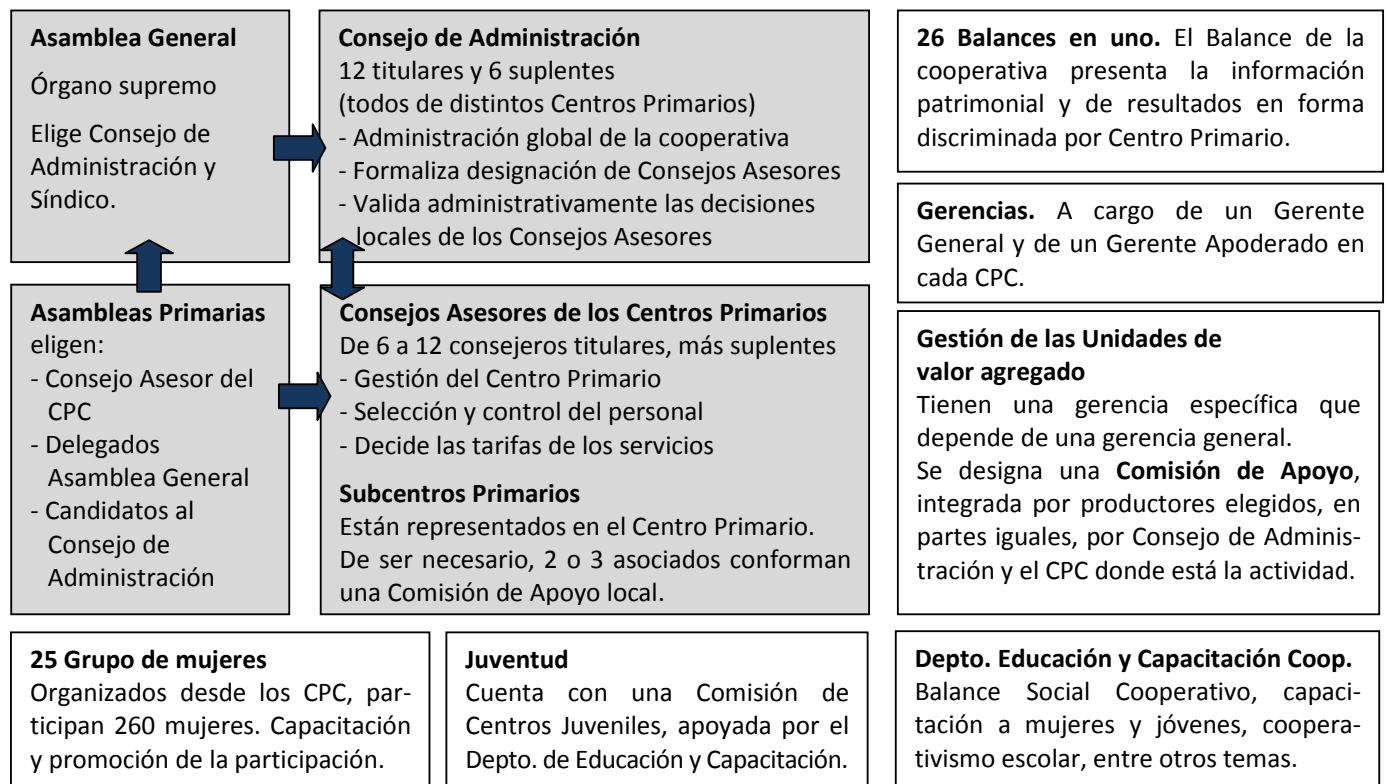 Asamblea General
Órgano supremo
Elige Consejo de
Administración y
Síndico.
Consejo de Administración
12 titulares y 6 suplentes
(todos de distintos Centros Primarios)
- Administración global de la cooperativa
- Formaliza designación de Consejos Asesores
- Valida administrativamente las decisiones
locales de los Consejos Asesores
26 Balances en uno. El Balance de la
cooperativa presenta la información
patrimonial y de resultados en forma
discriminada por Centro Primario.
Gerencias. A cargo de un Gerente
General y de un Gerente Apoderado en
cada CPC.
Asambleas Primarias
eligen:
- Consejo Asesor del
CPC
- Delegados
Asamblea General
- Candidatos al
Consejo de
Administración
Consejos Asesores de los Centros Primarios
De 6 a 12 consejeros titulares, más suplentes
- Gestión del Centro Primario
- Selección y control del personal
- Decide las tarifas de los servicios
Subcentros Primarios
Están representados en el Centro Primario.
De ser necesario, 2 o 3 asociados conforman
una Comisión de Apoyo local.
Gestión de las Unidades de
valor agregado
Tienen una gerencia específica que
depende de una gerencia general.
Se designa una Comisión de Apoyo,
integrada por productores elegidos, en
partes iguales, por Consejo de Adminis-
tración y el CPC donde está la actividad.
25 Grupo de mujeres
Organizados desde los CPC, par-
ticipan 260 mujeres. Capacitación
y promoción de la participación.
Juventud
Cuenta con una Comisión de
Centros Juveniles, apoyada por el
Depto. de Educación y Capacitación.
Depto. Educación y Capacitación Coop.
Balance Social Cooperativo, capaci-
tación a mujeres y jóvenes, coopera-
tivismo escolar, entre otros temas.